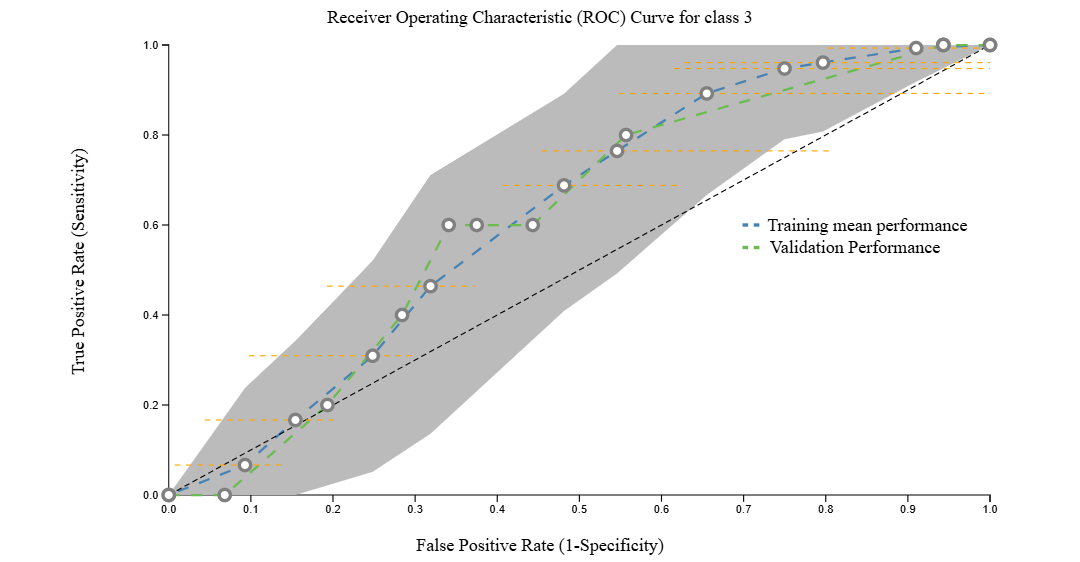 Receiver Operating Characteristic (ROC) Curve for class 3
True Positive Rate (Sensitivity)
1.0
0.8
0.6
0.4
0.2
0.0
Training mean performance
Validation Performance
0.0 0.1 0.2 0.3 0.4 0.5 0.6 0.7 0.8 0.9 1.0
False Positive Rate (1-Specificity)